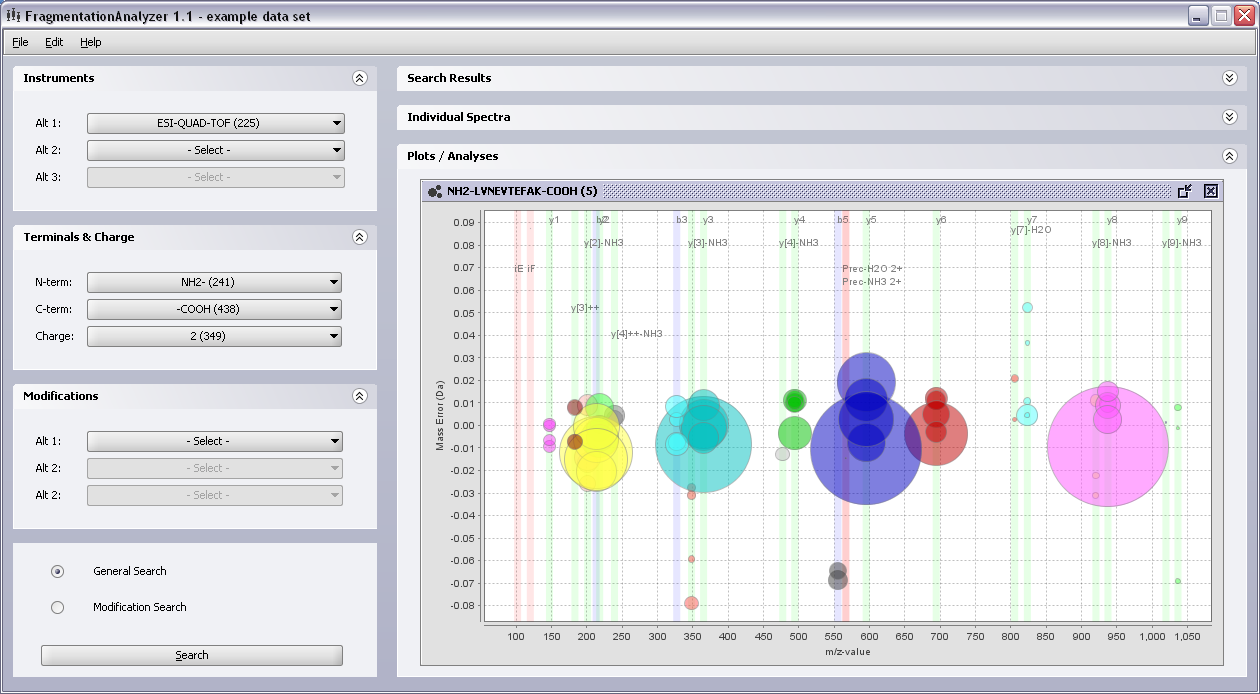 FragmentationAnalyzer 1.1 - example data set
File Edit Help
Instruments
Alt 1: ESI-QUAD-TOF (225)
Alt 2: - Select -
Alt 3: - Select -
Terminals & Charge
N-term: NH2- (241)
C-term: -COOH (438)
Charge: 2 (349)
Modifications
Alt 1: - Select -
Alt 2: - Select -
Alt 2: - Select -
General Search
Modification Search
Search
Search Results
Individual Spectra
Plots / Analyses
NH2-LVNEVTEFAK-COOH (5)
y1 b2 y2 b3 y3 y4 b5 y5 y6 y7 y8 y9
y[7]-H2O
y[2]-NH3 y[3]-NH3 y[4]-NH3 y[8]-NH3 y[9]-NH3
iE iF Prec-H2O 2+
Prec-NH3 2+
y[3]++
y[4]++-NH3
Mass Error (Da)
0.09
0.08
0.07
0.06
0.05
0.04
0.03
0.02
0.01
0.00
-0.01
-0.02
-0.03
-0.04
-0.05
-0.06
-0.07
-0.08
100 150 200 250 300 350 400 450 500 550 600 650 700 750 800 850 900 950 1,000 1,050
m/z-value